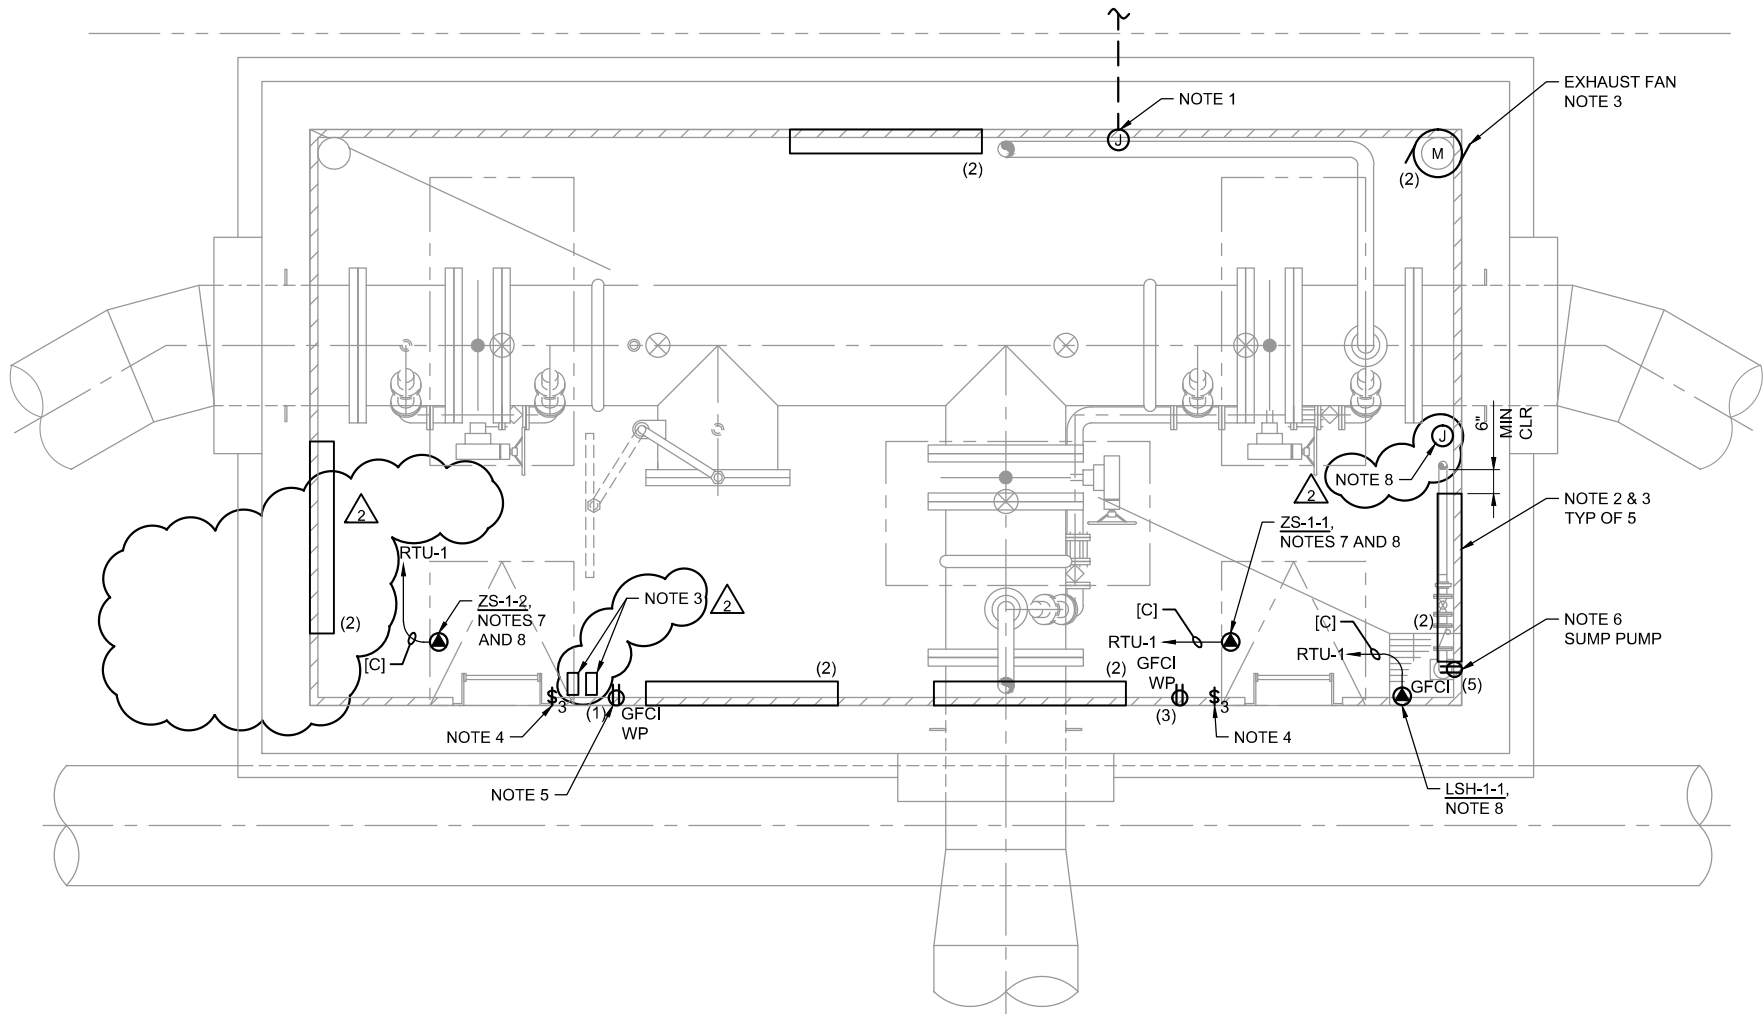 EXHAUST FAN
NOTE 3
NOTE 1
J
M
(2)
(2)
6"
MIN
CLR
J
NOTE 8
2
2
NOTE 2 & 3
TYP OF 5
ZS-1-1,
NOTES 7 AND 8
RTU-1
ZS-1-2,
NOTES 7
AND 8
(2)
[C]
NOTE 3
2
[C]
RTU-1
GFCI
WP
[C]
RTU-1
(2)
NOTE 6
SUMP PUMP
(2)
(2)
GFCI
(5)
$3
(1)
GFCI
WP
(3)
$3
NOTE 4
NOTE 4
NOTE 5
LSH-1-1,
NOTE 8